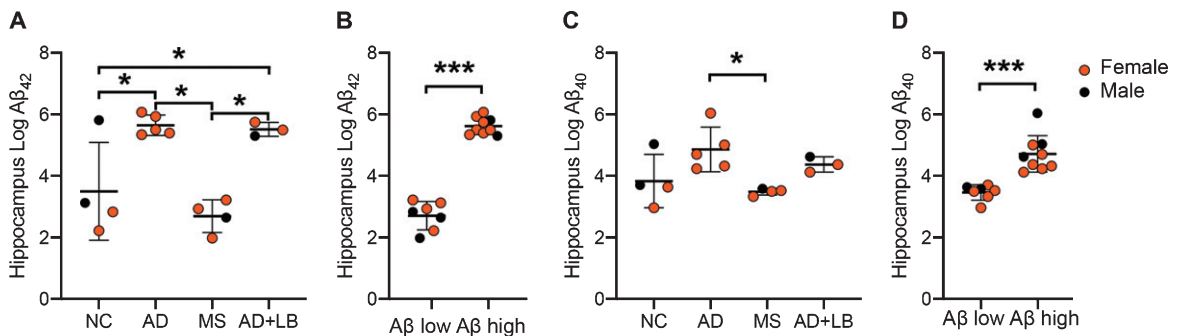 A
Hippocampus Log Aβ42
8
6
4
2
0
*
*
*
*
NC AD MS AD+LB
B
Hippocampus Log Aβ42
8
6
4
2
0
***
Aβ low Aβ high
C
Hippocampus Log Aβ40
8
6
4
2
0
*
NC AD MS AD+LB
D
Hippocampus Log Aβ40
8
6
4
2
0
***
Aβ low Aβ high
Female
Male